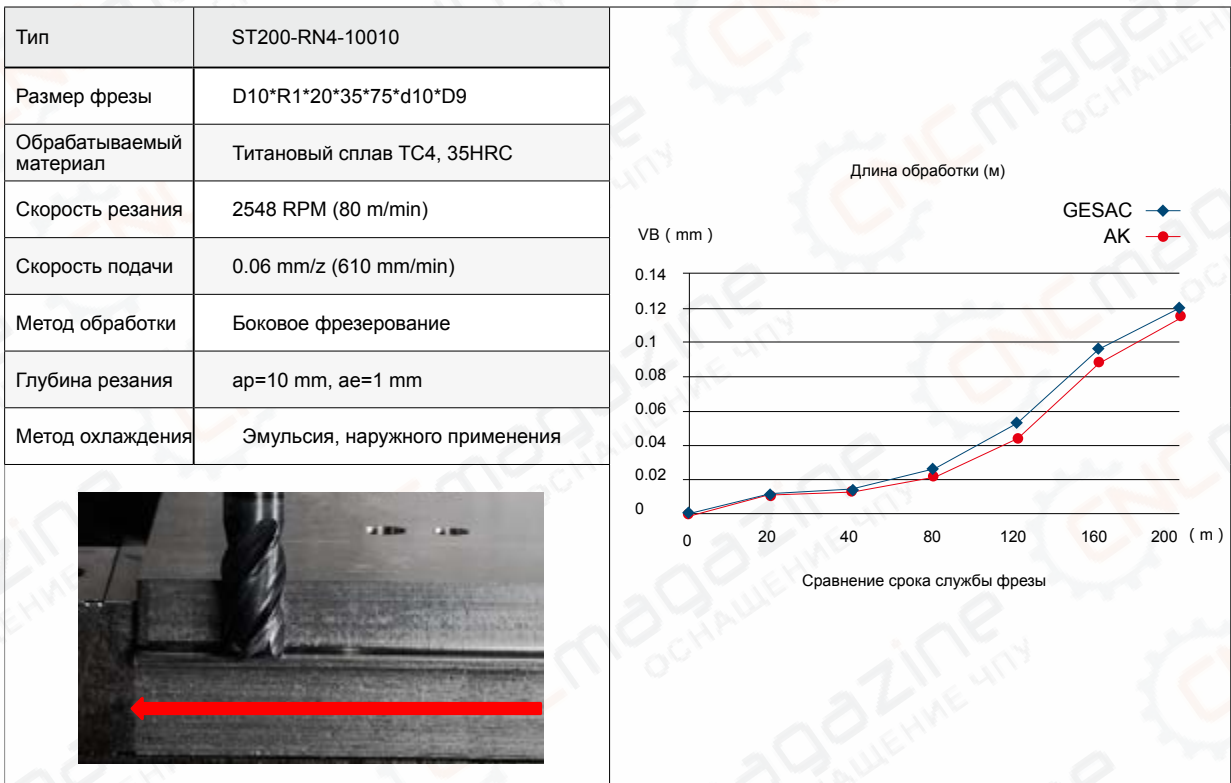 Тип ST200-RN4-10010
Размер фрезы D10*R1*20*35*75*d10*D9
Обрабатываемый
материал Титановый сплав TC4, 35HRC
Скорость резания 2548 RPM (80 m/min)
Скорость подачи 0.06 mm/z (610 mm/min)
Метод обработки Боковое фрезерование
Глубина резания ap=10 mm, ae=1 mm
Метод охлаждения Эмульсия, наружного применения
Длина обработки (м)
GESAC
AK
VB ( mm )
0.14
0.12
0.1
0.08
0.06
0.04
0.02
0
0 20 40 80 120 160 200 ( m )
Сравнение срока службы фрезы
CNCmagazine
ОСНАЩЕНИЕ ЧПУ